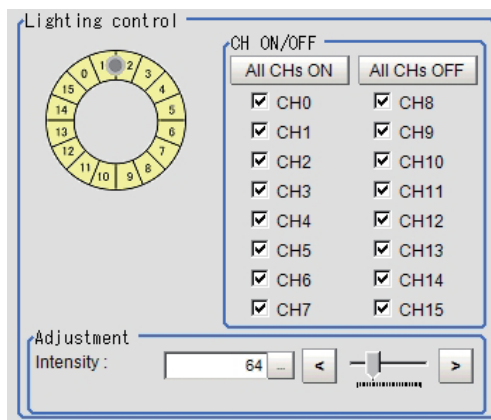 Lighting control
0 1 2 3 4 5 6 7 8 9 10 11 12 13 14 15
CH ON/OFF
All CHs ON All CHs OFF
CH0 CH8
CH1 CH9
CH2 CH10
CH3 CH11
CH4 CH12
CH5 CH13
CH6 CH14
CH7 CH15
Adjustment
Intensity : 64 ... < >